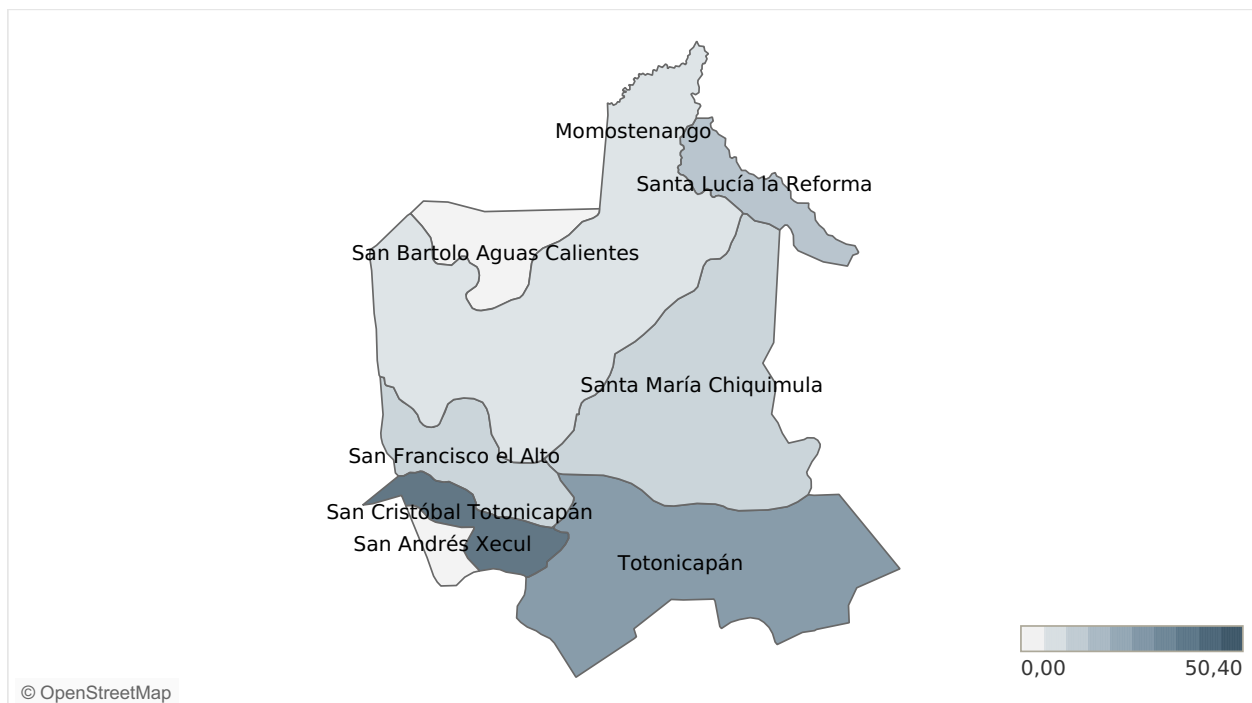 Momostenango
Santa Lucía la Reforma
San Bartolo Aguas Calientes
Santa María Chiquimula
San Francisco el Alto
San Cristóbal Totonicapán
San Andrés Xecul
Totonicapán
0,00 50,40
© OpenStreetMap